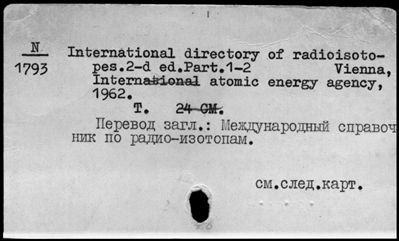 N
1793
International directory of radioisoto-
pes.2-d ed.Part.1-2 Vienna,
International atomic energy agency,
1962.
Т. 24 СМ.
Перевод загл.: Международный справоч
ник по радио-изотопам.
см.след.карт.